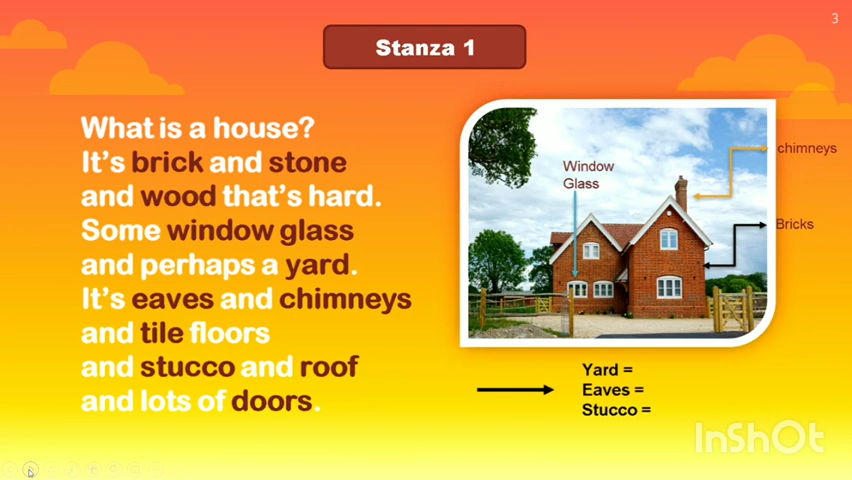 3
Stanza 1
What is a house?
It's brick and stone
and wood that's hard.
Some window glass
and perhaps a yard.
It's eaves and chimneys
and tile floors
and stucco and roof
and lots of doors.
Window
Glass
chimneys
Bricks
Yard =
Eaves =
Stucco =
InShOt